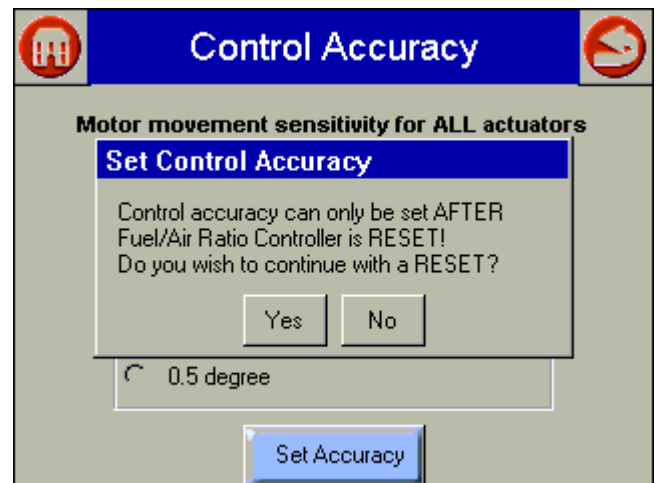 Control Accuracy
Motor movement sensitivity for ALL actuators
Set Control Accuracy
Control accuracy can only be set AFTER
Fuel/Air Ratio Controller is RESET!
Do you wish to continue with a RESET?
Yes No
0.5 degree
Set Accuracy